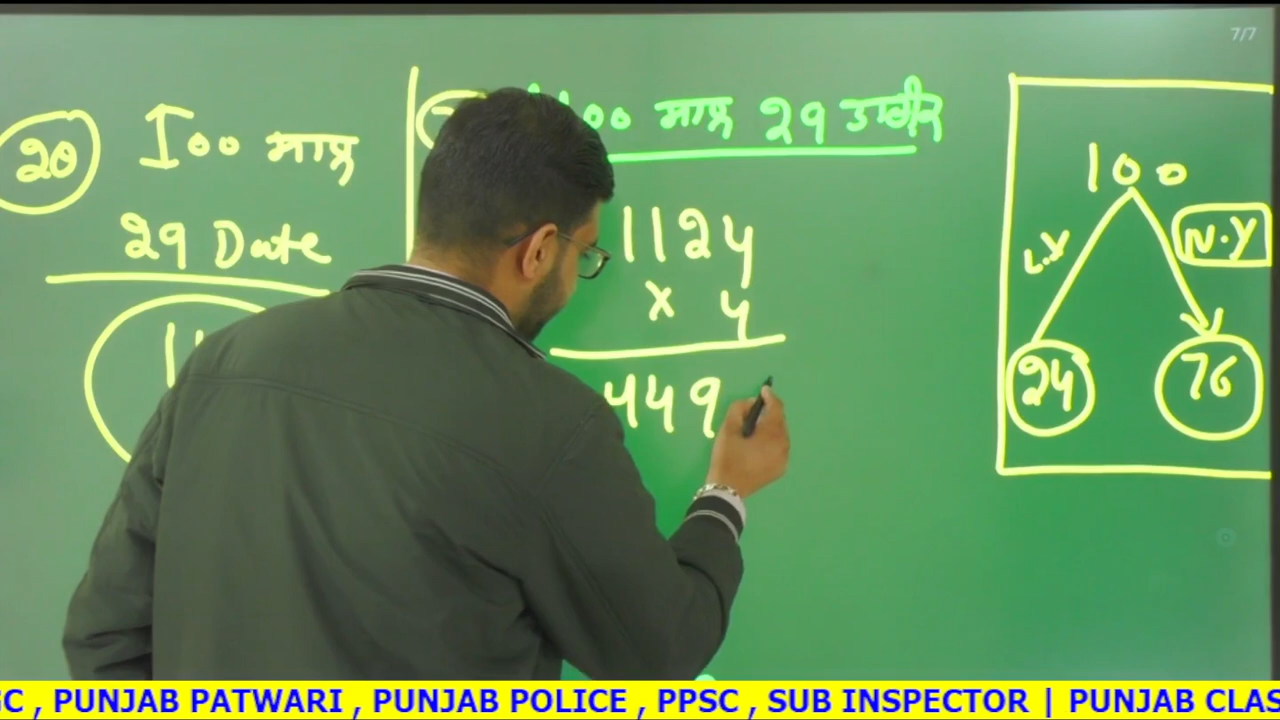 7/7
20
I00 ਸਾਲ
29 Date
00 ਸਾਲ 29 ਤਾਰੀਖ
1124
x 4
449
100
L.Y
N.Y
24
76
C , PUNJAB PATWARI , PUNJAB POLICE , PPSC , SUB INSPECTOR | PUNJAB CLAS